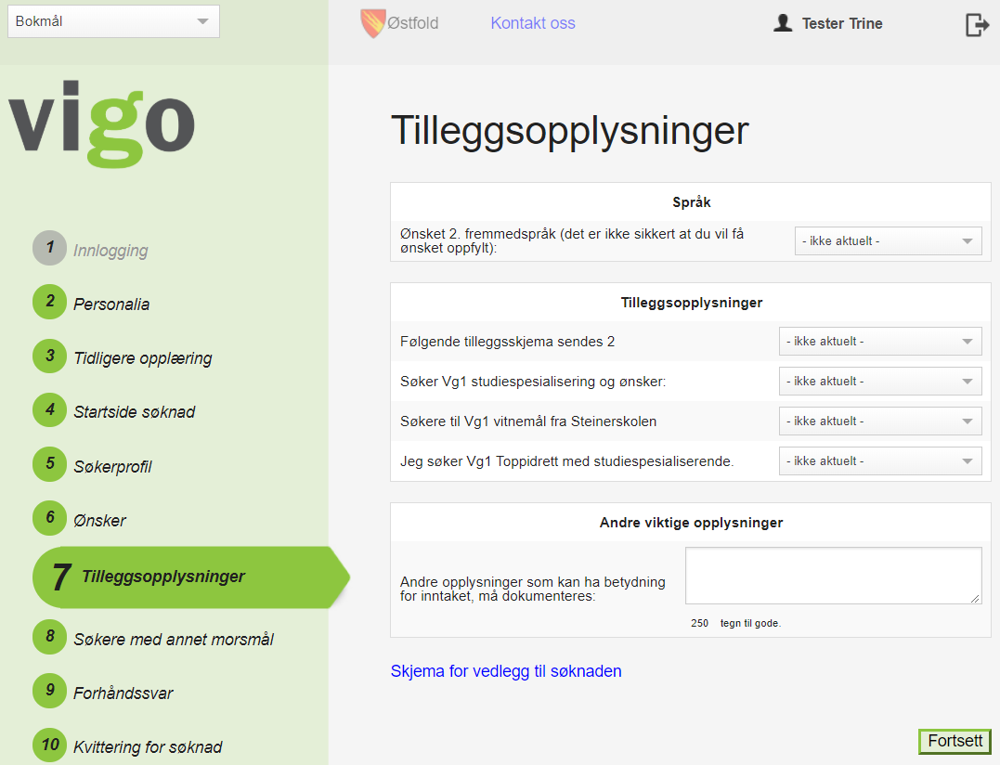 Bokmål
Østfold
Kontakt oss
Tester Trine
vigo
1 Innlogging
2 Personalia
3 Tidligere opplæring
4 Startside søknad
5 Søkerprofil
6 Ønsker
7 Tilleggsopplysninger
8 Søkere med annet morsmål
9 Forhåndssvar
10 Kvittering for søknad
Tilleggsopplysninger
Språk
Ønsket 2. fremmedspråk (det er ikke sikkert at du vil få
ønsket oppfylt):
- ikke aktuelt -
Tilleggsopplysninger
Følgende tilleggsskjema sendes 2
- ikke aktuelt -
Søker Vg1 studiespesialisering og ønsker:
- ikke aktuelt -
Søkere til Vg1 vitnemål fra Steinerskolen
- ikke aktuelt -
Jeg søker Vg1 Toppidrett med studiespesialiserende.
- ikke aktuelt -
Andre viktige opplysninger
Andre opplysninger som kan ha betydning
for inntaket, må dokumenteres:
250 tegn til gode.
Skjema for vedlegg til søknaden
Fortsett